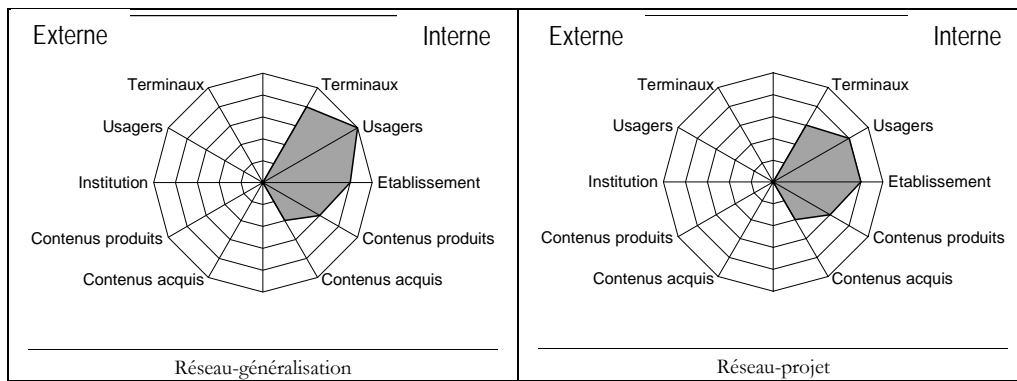 Externe Interne
Terminaux Terminaux
Usagers Usagers
Institution Etablissement
Contenus produits Contenus produits
Contenus acquis Contenus acquis
Réseau-généralisation
Externe Interne
Terminaux Terminaux
Usagers Usagers
Institution Etablissement
Contenus produits Contenus produits
Contenus acquis Contenus acquis
Réseau-projet